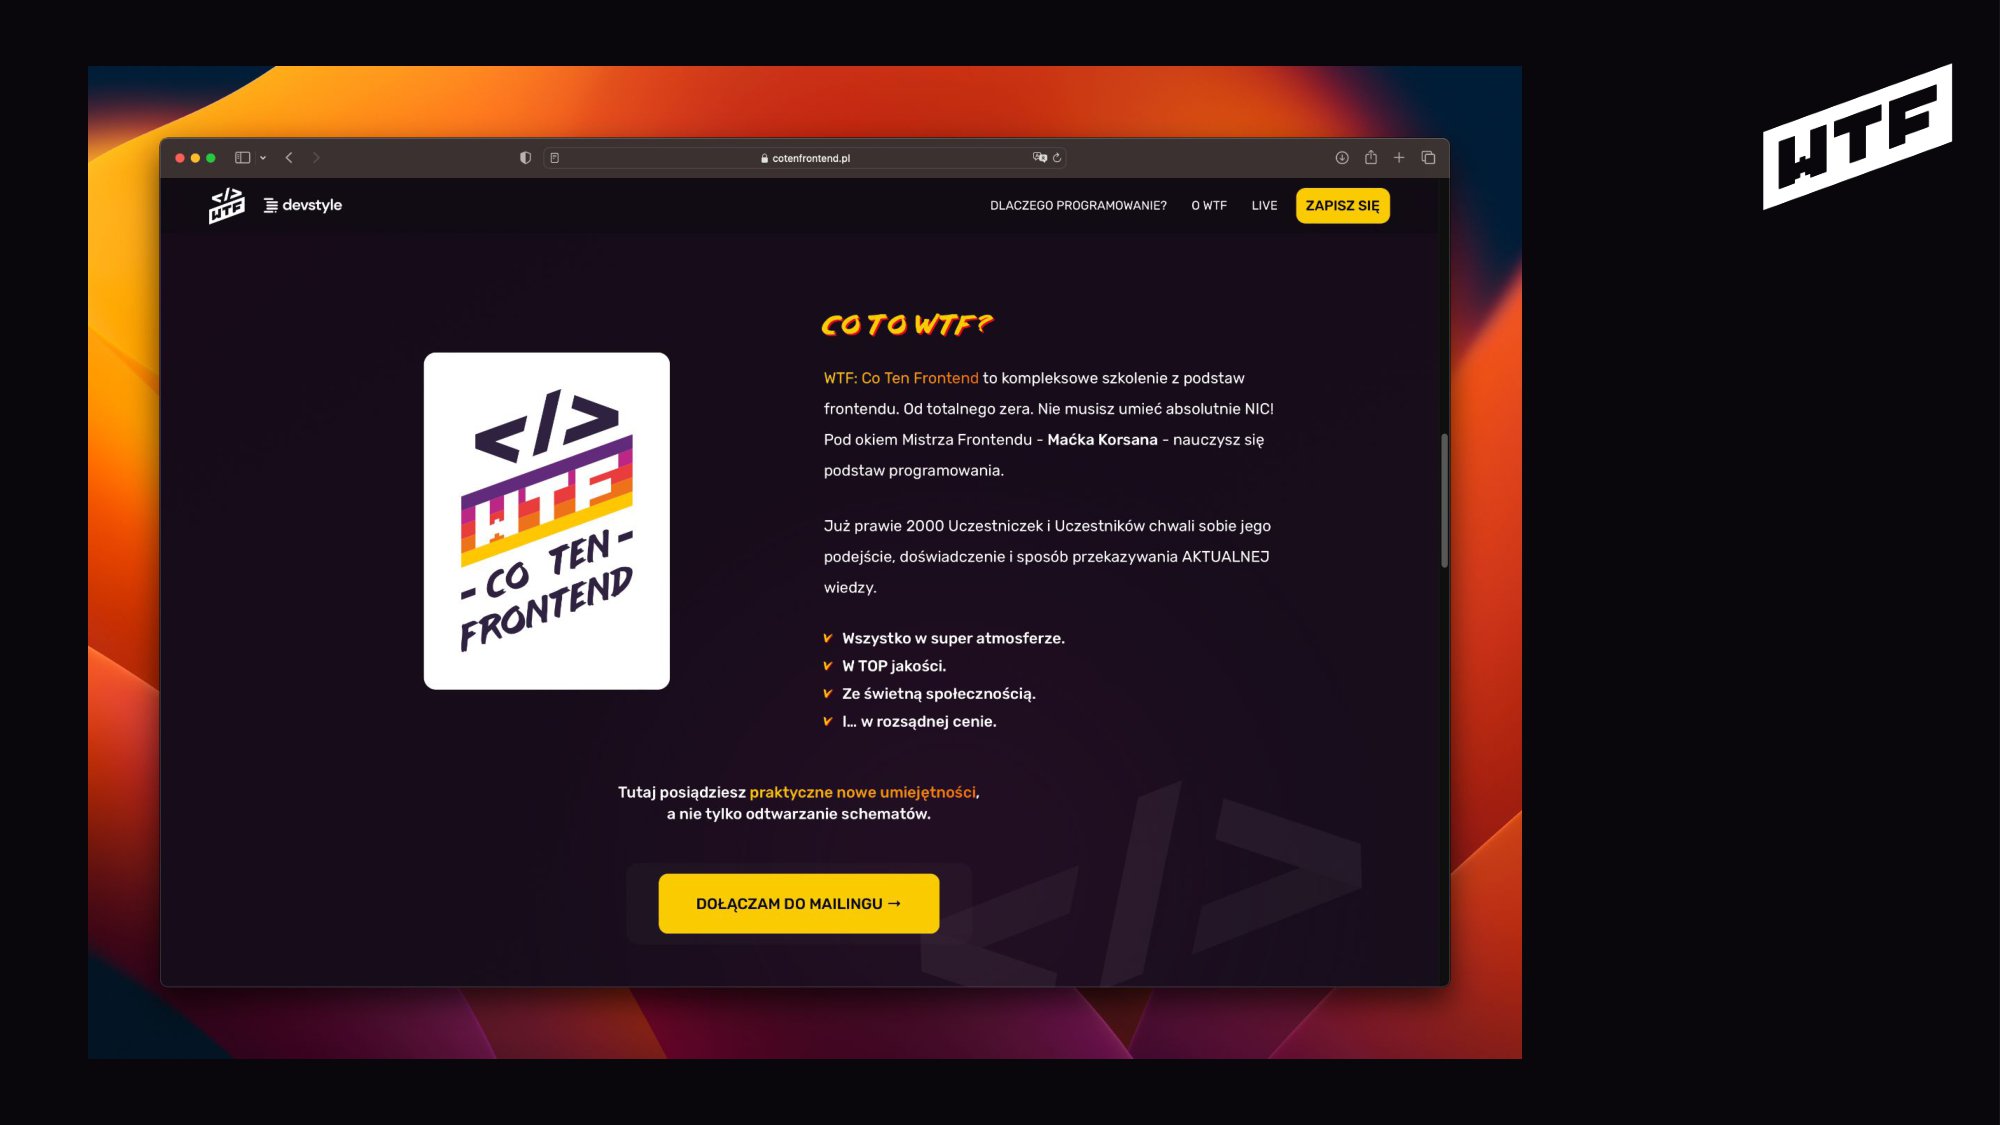 WTF
cotenfrontend.pl
</>
WTF
devstyle
DLACZEGO PROGRAMOWANIE?
O WTF
LIVE
ZAPISZ SIĘ
</>
WTF
- CO TEN -
FRONTEND
CO TO WTF?
WTF: Co Ten Frontend to kompleksowe szkolenie z podstaw
frontendu. Od totalnego zera. Nie musisz umieć absolutnie NIC!
Pod okiem Mistrza Frontendu - Maćka Korsana - nauczysz się
podstaw programowania.
Już prawie 2000 Uczestniczek i Uczestników chwali sobie jego
podejście, doświadczenie i sposób przekazywania AKTUALNEJ
wiedzy.
Wszystko w super atmosferze.
W TOP jakości.
Ze świetną społecznością.
I... w rozsądnej cenie.
Tutaj posiądziesz praktyczne nowe umiejętności,
a nie tylko odtwarzanie schematów.
DOŁĄCZAM DO MAILINGU →
</>